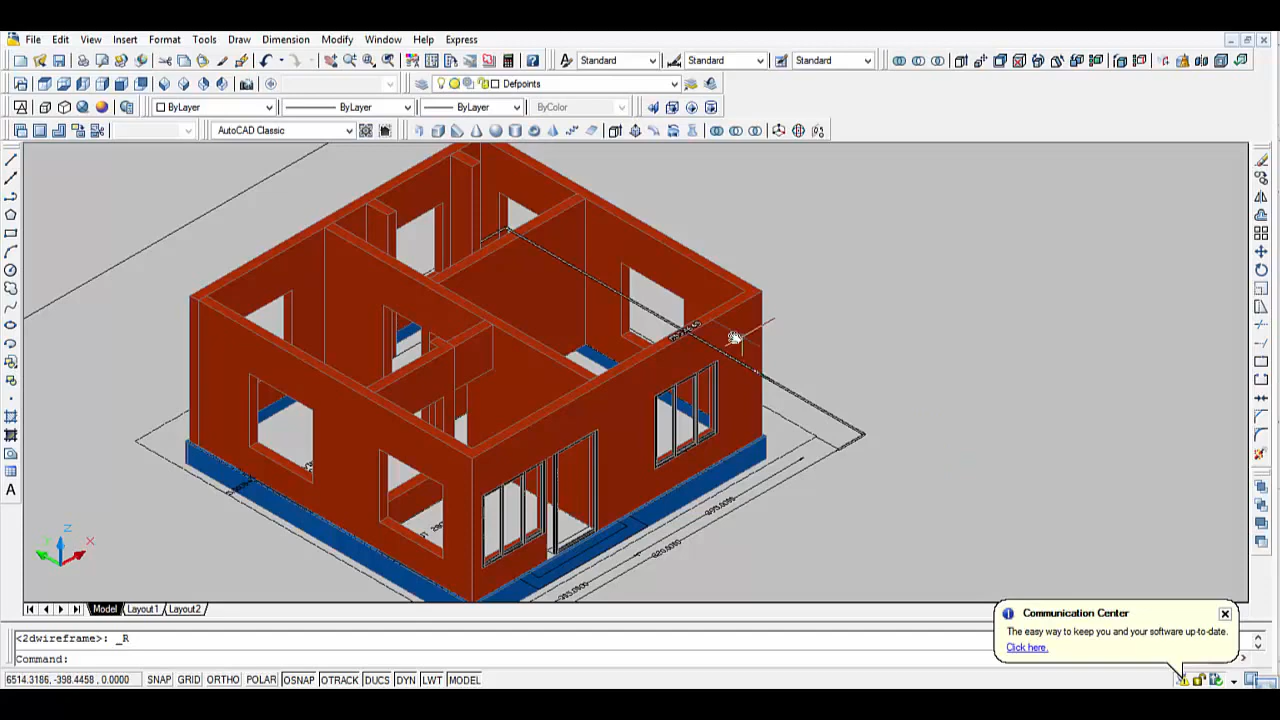 File Edit View Insert Format Tools Draw Dimension Modify Window Help Express
Standard Standard Standard
Defpoints
ByLayer ByLayer ByLayer ByColor
AutoCAD Classic
Z
X
A
Model Layout1 Layout2
Communication Center
The easy way to keep you and your software up-to-date.
Click here.
<2dwireframe>: _R
Command:
6514.3186, -398.4458, 0.0000 SNAP GRID ORTHO POLAR OSNAP OTRACK DUCS DYN LWT MODEL